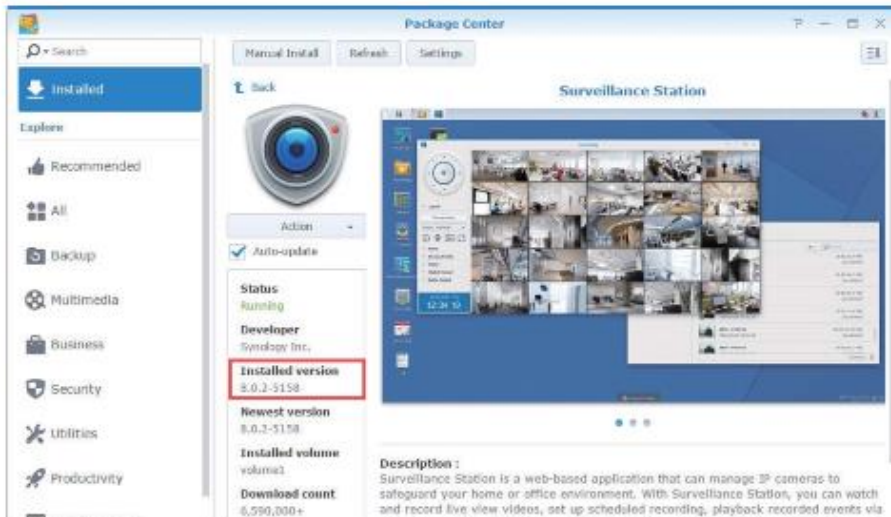 Package Center
Search
Manual Install
Refresh
Settings
Installed
Back
Surveillance Station
Explore
Recommended
All
Backup
Multimedia
Business
Security
Utilities
Productivity
Action
Auto-update
Status
Running
Developer
Synology Inc.
Installed version
8.0.2-5158
Newest version
8.0.2-5158
Installed volume
volume1
Download count
6,590,000+
Description :
Surveillance Station is a web-based application that can manage IP cameras to
safeguard your home or office environment. With Surveillance Station, you can watch
and record live view videos, set up scheduled recording, playback recorded events via